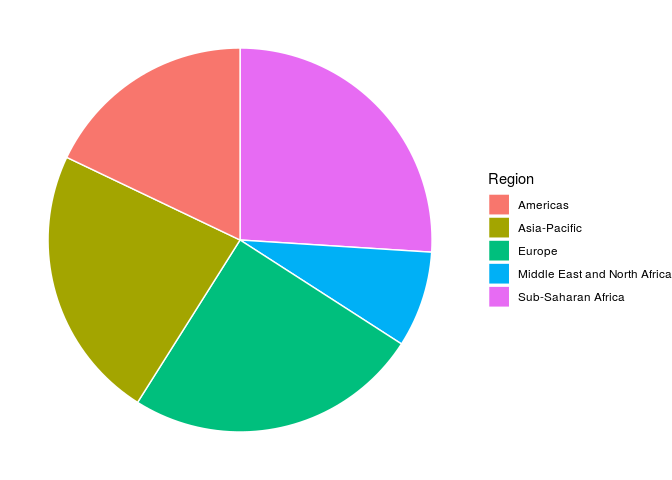 Region
Americas
Asia-Pacific
Europe
Middle East and North Africa
Sub-Saharan Africa